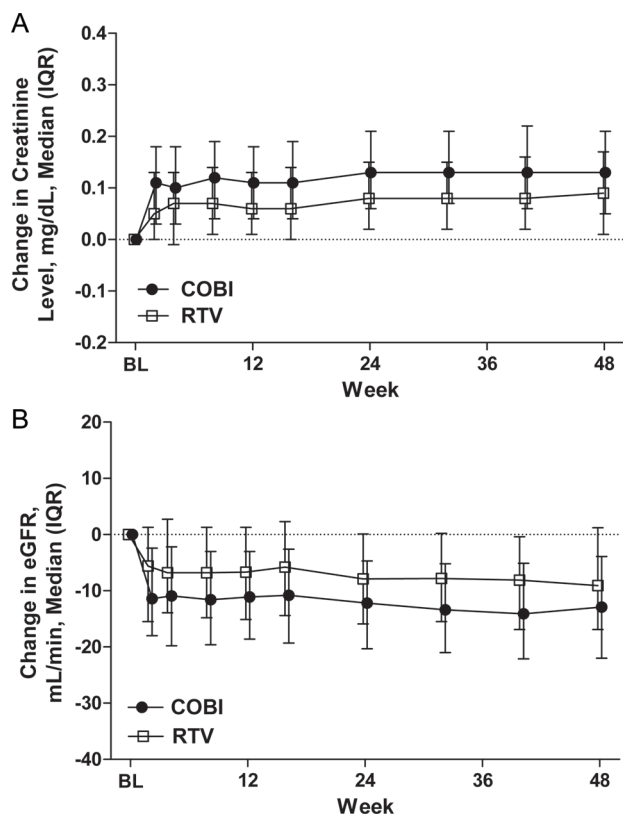 A
Change in Creatinine
Level, mg/dL, Median (IQR)
0.4
0.3
0.2
0.1
0.0
-0.1
-0.2
COBI
RTV
BL
12
24
36
48
Week
B
Change in eGFR,
mL/min, Median (IQR)
20
10
0
-10
-20
-30
-40
COBI
RTV
BL
12
24
36
48
Week